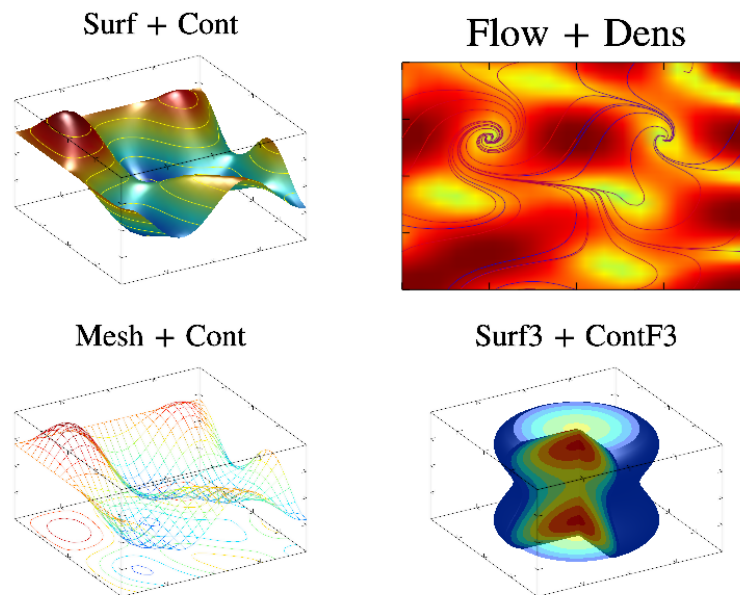 Surf + Cont
Flow + Dens
Mesh + Cont
Surf3 + ContF3